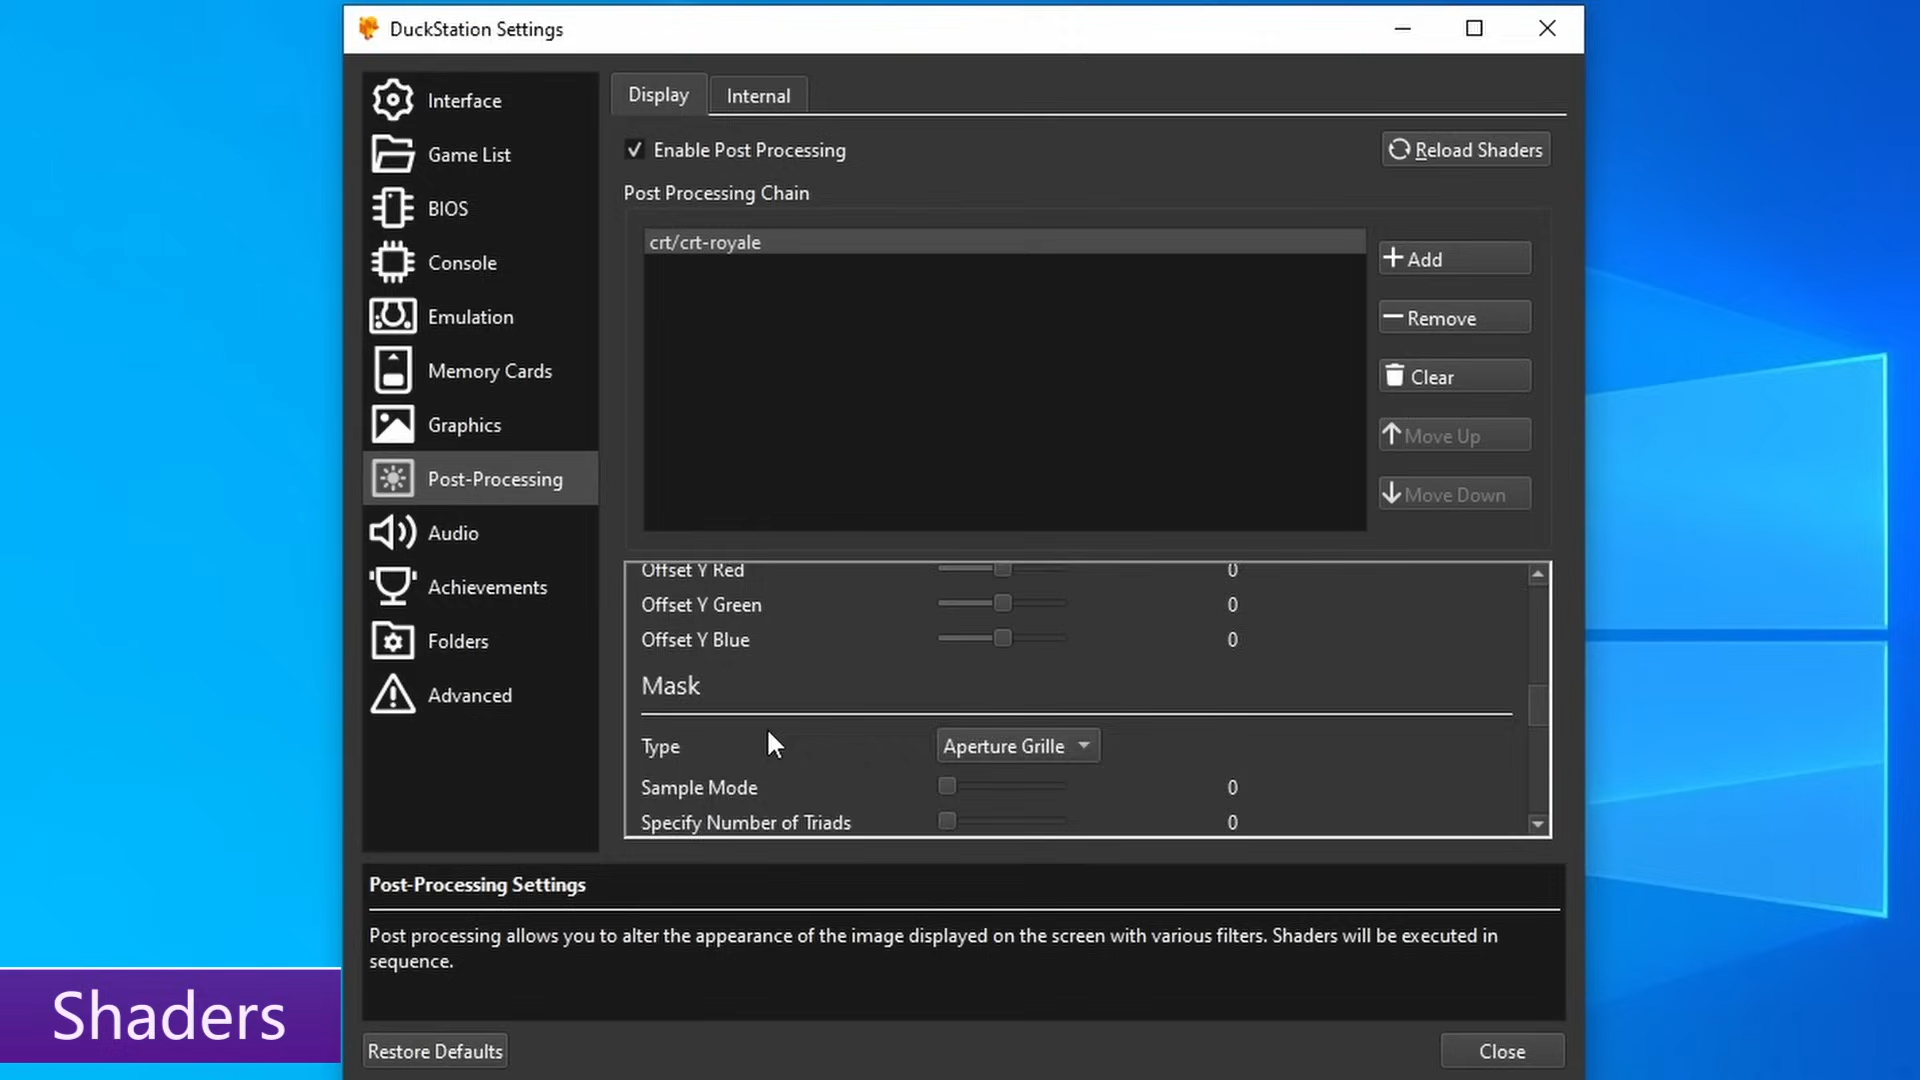 DuckStation Settings
Interface
Game List
BIOS
Console
Emulation
Memory Cards
Graphics
Post-Processing
Audio
Achievements
Folders
Advanced
Display
Internal
Enable Post Processing
Reload Shaders
Post Processing Chain
crt/crt-royale
Add
Remove
Clear
Move Up
Move Down
Offset Y Red 0
Offset Y Green 0
Offset Y Blue 0
Mask
Type Aperture Grille
Sample Mode 0
Specify Number of Triads 0
Post-Processing Settings
Post processing allows you to alter the appearance of the image displayed on the screen with various filters. Shaders will be executed in
sequence.
Shaders
Restore Defaults
Close